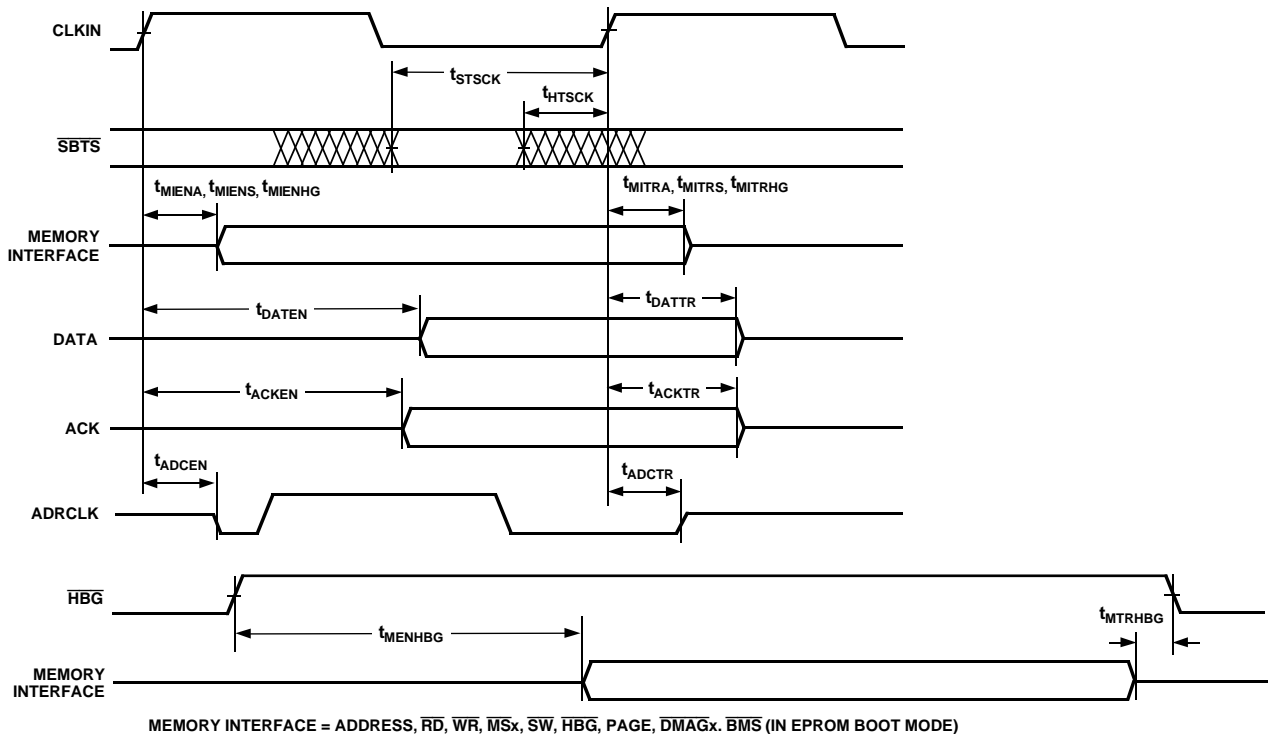 CLKIN
tSTSCK
tHTSCK
SBTS
tMIENA, tMIENS, tMIENHG
tMITRA, tMITRS, tMITRHG
MEMORY
INTERFACE
tDATEN
tDATTR
DATA
tACKEN
tACKTR
ACK
tADCEN
tADCTR
ADRCLK
HBG
tMENHBG
tMTRHBG
MEMORY
INTERFACE
MEMORY INTERFACE = ADDRESS, RD, WR, MSx, SW, HBG, PAGE, DMAGx. BMS (IN EPROM BOOT MODE)